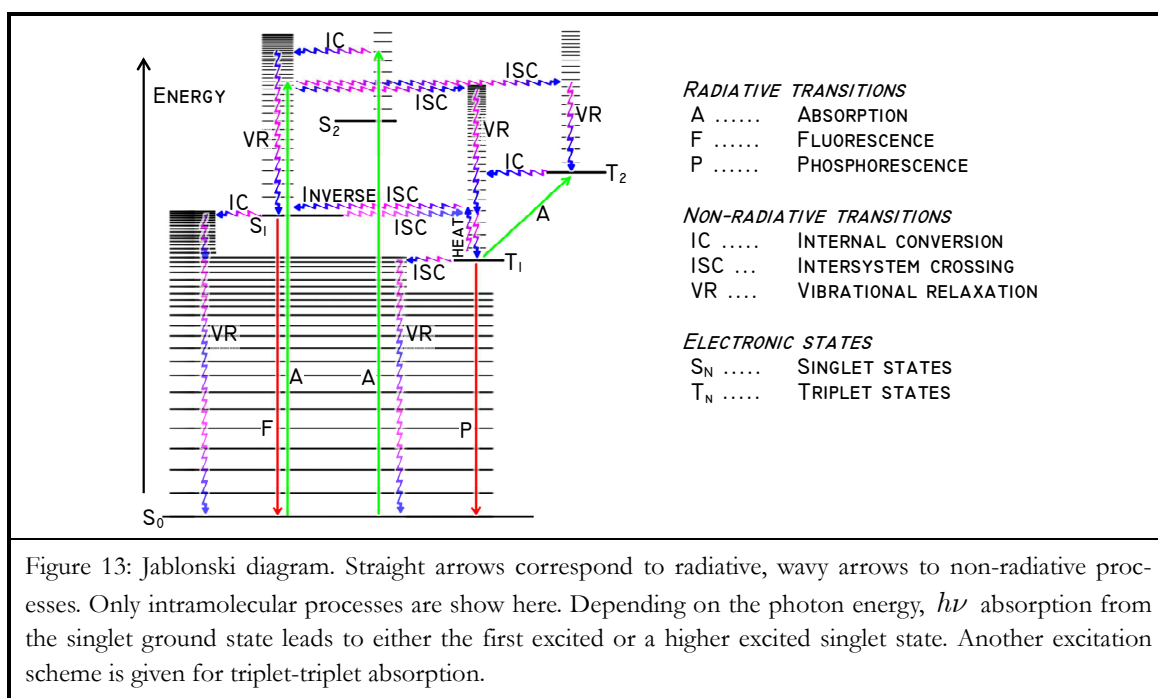 IC
ISC
ENERGY
ISC
S2
VR
VR
VR
IC
T2
INVERSE ISC
IC
A
S1
ISC
HEAT
T1
ISC
VR
VR
A
A
F
P
S0
RADIATIVE TRANSITIONS
A ...... ABSORPTION
F ...... FLUORESCENCE
P ...... PHOSPHORESCENCE
NON-RADIATIVE TRANSITIONS
IC ..... INTERNAL CONVERSION
ISC ... INTERSYSTEM CROSSING
VR .... VIBRATIONAL RELAXATION
ELECTRONIC STATES
SN ..... SINGLET STATES
TN ..... TRIPLET STATES
Figure 13: Jablonski diagram. Straight arrows correspond to radiative, wavy arrows to non-radiative proc-
esses. Only intramolecular processes are show here. Depending on the photon energy, hν absorption from
the singlet ground state leads to either the first excited or a higher excited singlet state. Another excitation
scheme is given for triplet-triplet absorption.